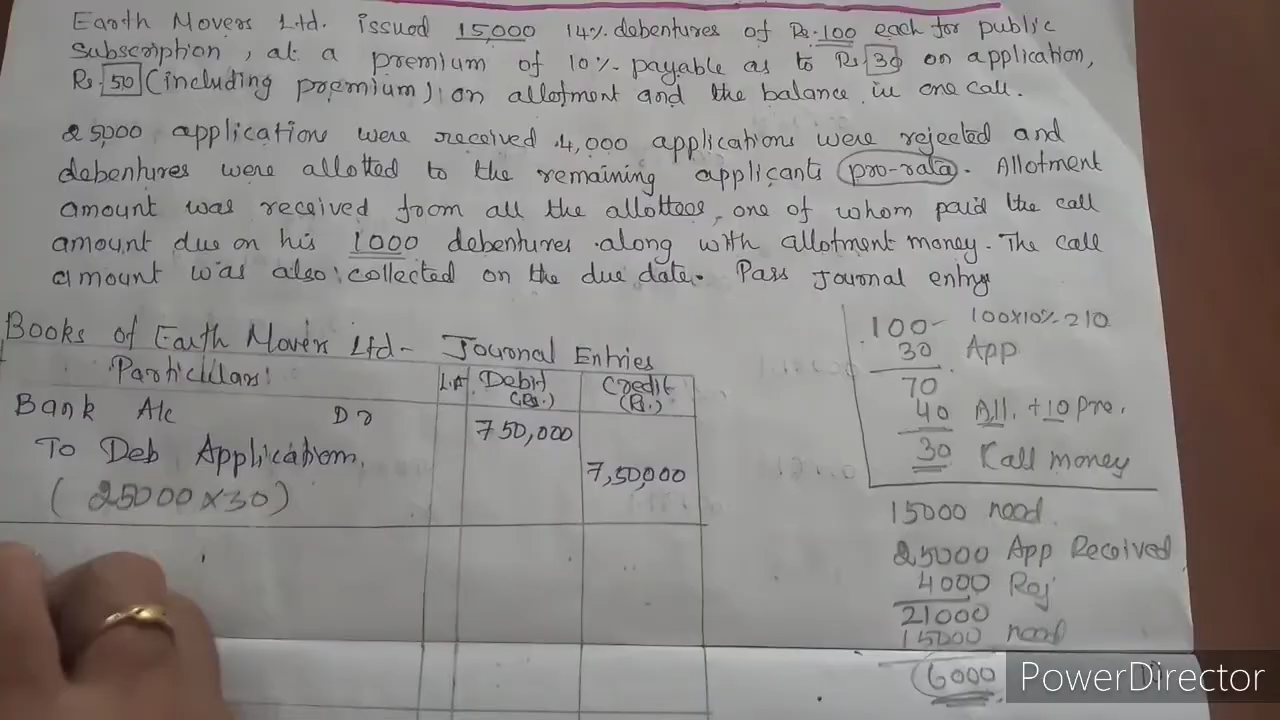 Earth Movers Ltd. issued 15,000 14% debentures of Rs.100 each for public
Subscription, at a premium of 10% payable as to Rs 30 on application,
Rs.50 (including premium), on allotment and the balance in one call.
25,000 applications were received 4,000 applications were rejected and
debentures were allotted to the remaining applicants pro-rata. Allotment
amount was received from all the allottees, one of whom paid the call
amount due on his 1000 debentures along with allotment money. The call
amount was also collected on the due date. Pass Journal entry
Books of Earth Movers Ltd - Journal Entries
Particulars L.F Debit (Rs.) Credit (Rs.)
Bank A/c Dr 750,000
To Deb Application 7,50,000
(25000×30)
100- 100×10%=10
30 App
70
40 All. +10 Pre.
30 Call money
15000 need
25000 App Received
4000 Rej
21000
15000 need
6000
PowerDirector